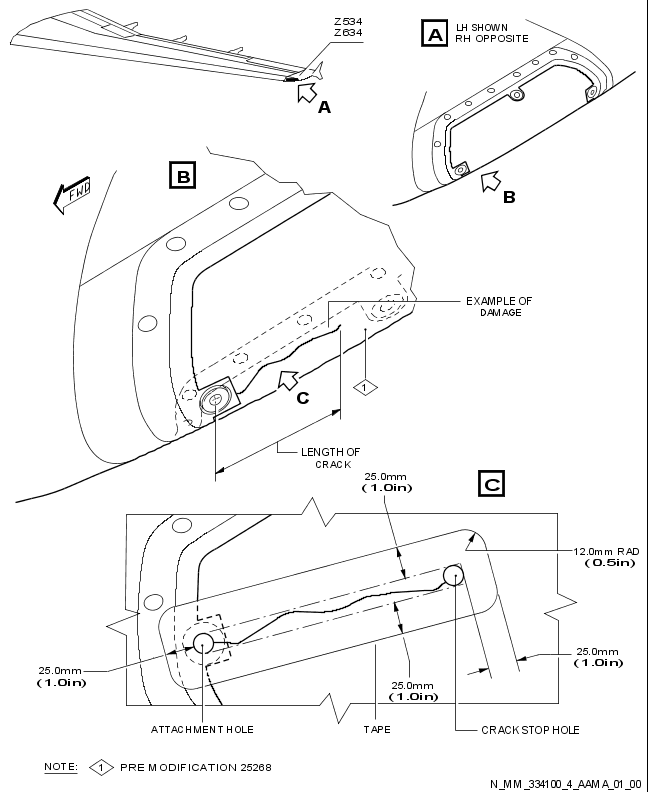 Z534
Z634
A
A
LH SHOWN
RH OPPOSITE
B
B
FWD
EXAMPLE OF
DAMAGE
1
C
LENGTH OF
CRACK
25.0mm
(1.0in)
C
12.0mm RAD
(0.5in)
25.0mm
(1.0in)
25.0mm
(1.0in)
25.0mm
(1.0in)
ATTACHMENT HOLE
TAPE
CRACK STOP HOLE
NOTE: 1 PRE MODIFICATION 25268
N_MM_334100_4_AAMA_01_00